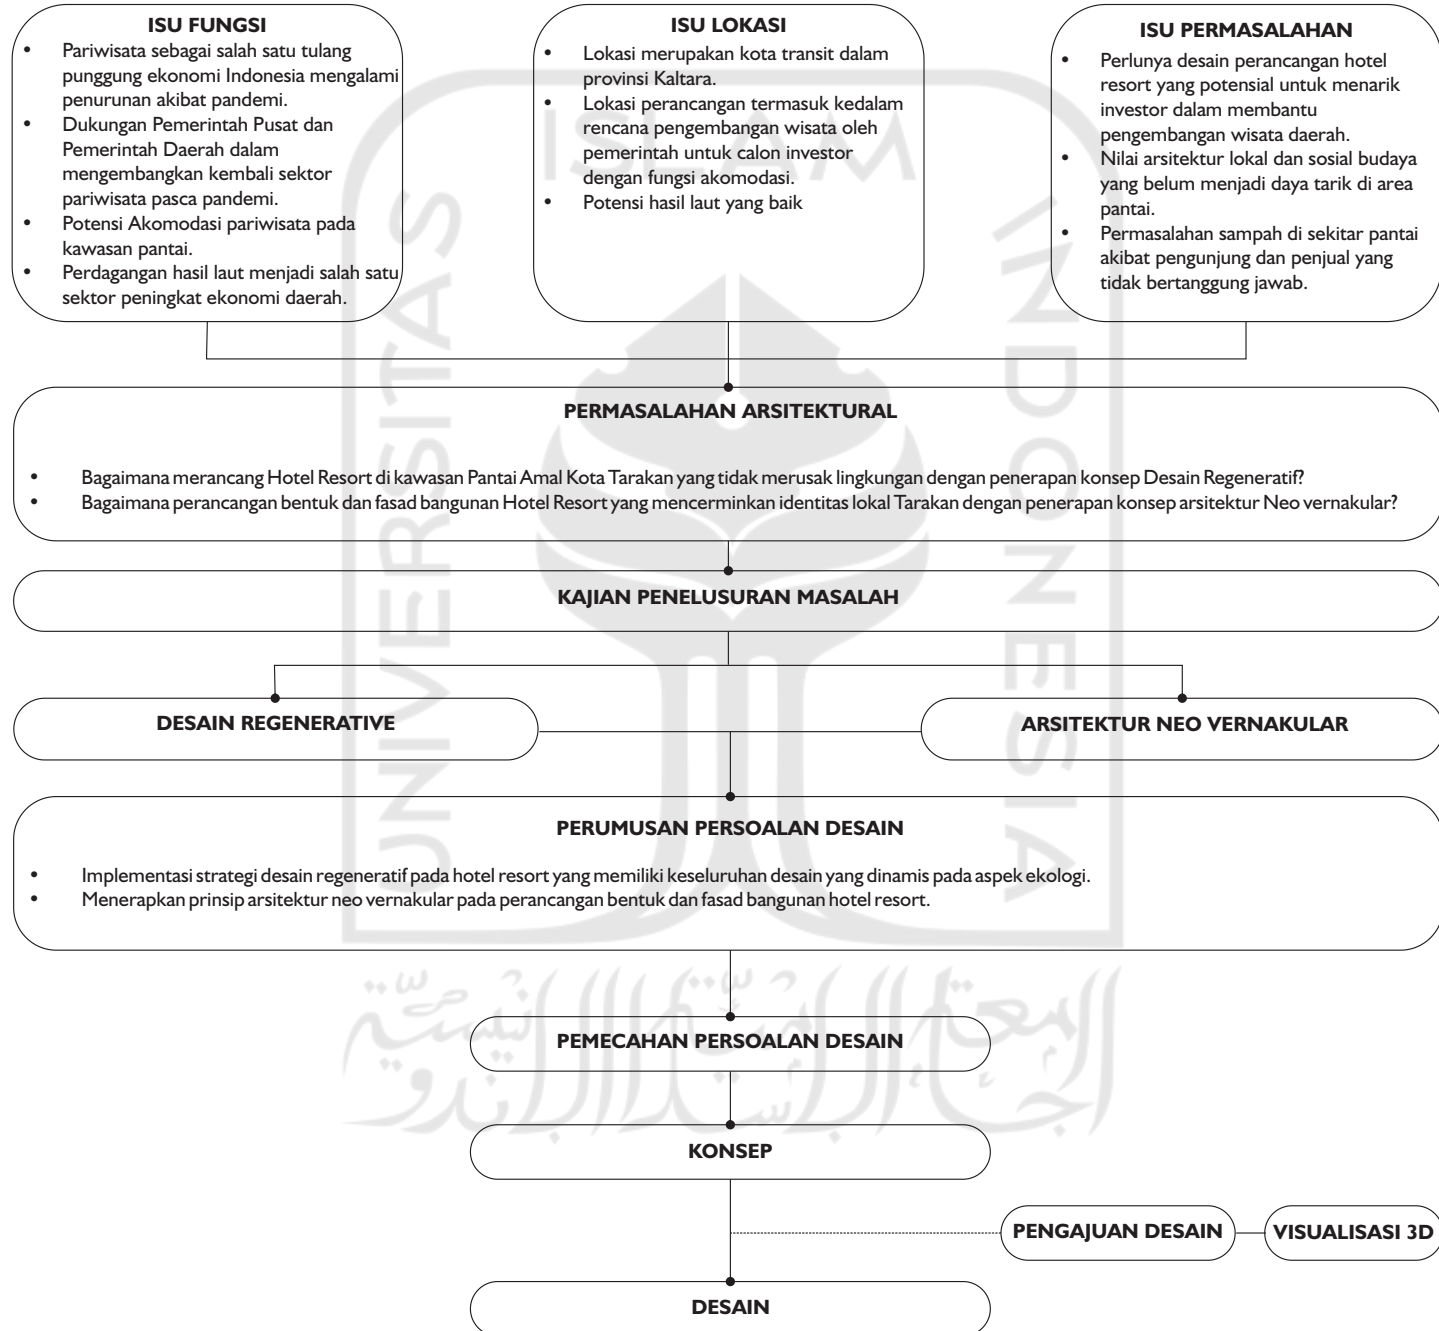 ISU FUNGSI
• Pariwisata sebagai salah satu tulang
punggung ekonomi Indonesia mengalami
penurunan akibat pandemi.
• Dukungan Pemerintah Pusat dan
Pemerintah Daerah dalam
mengembangkan kembali sektor
pariwisata pasca pandemi.
• Potensi Akomodasi pariwisata pada
kawasan pantai.
• Perdagangan hasil laut menjadi salah satu
sektor peningkat ekonomi daerah.
ISU LOKASI
• Lokasi merupakan kota transit dalam
provinsi Kaltara.
• Lokasi perancangan termasuk kedalam
rencana pengembangan wisata oleh
pemerintah untuk calon investor
dengan fungsi akomodasi.
• Potensi hasil laut yang baik
ISU PERMASALAHAN
• Perlunya desain perancangan hotel
resort yang potensial untuk menarik
investor dalam membantu
pengembangan wisata daerah.
• Nilai arsitektur lokal dan sosial budaya
yang belum menjadi daya tarik di area
pantai.
• Permasalahan sampah di sekitar pantai
akibat pengunjung dan penjual yang
tidak bertanggung jawab.
PERMASALAHAN ARSITEKTURAL
• Bagaimana merancang Hotel Resort di kawasan Pantai Amal Kota Tarakan yang tidak merusak lingkungan dengan penerapan konsep Desain Regeneratif?
• Bagaimana perancangan bentuk dan fasad bangunan Hotel Resort yang mencerminkan identitas lokal Tarakan dengan penerapan konsep arsitektur Neo vernakular?
KAJIAN PENELUSURAN MASALAH
DESAIN REGENERATIVE
ARSITEKTUR NEO VERNAKULAR
PERUMUSAN PERSOALAN DESAIN
• Implementasi strategi desain regeneratif pada hotel resort yang memiliki keseluruhan desain yang dinamis pada aspek ekologi.
• Menerapkan prinsip arsitektur neo vernakular pada perancangan bentuk dan fasad bangunan hotel resort.
PEMECAHAN PERSOALAN DESAIN
KONSEP
PENGAJUAN DESAIN
VISUALISASI 3D
DESAIN
UNIVERSITAS
ISLAM
INDONESIA